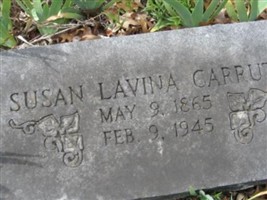 SUSAN LAVINA CARRUT
MAY 9, 1865
FEB 9, 1945